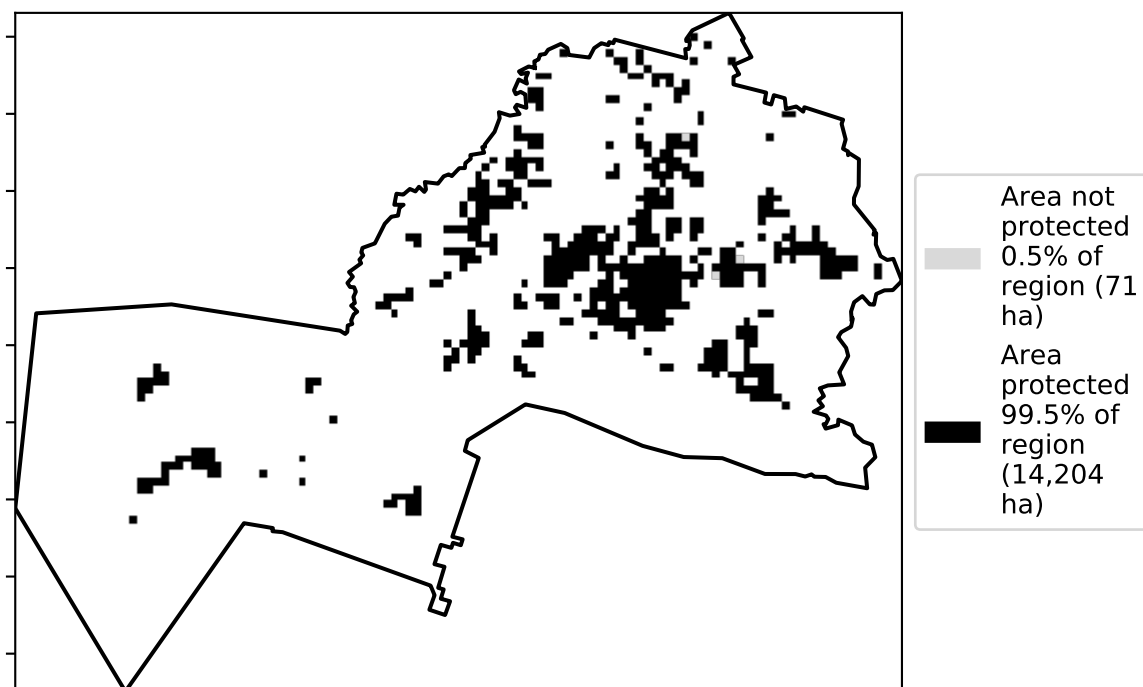 Area not
protected
0.5% of
region (71
ha)
Area
protected
99.5% of
region
(14,204
ha)